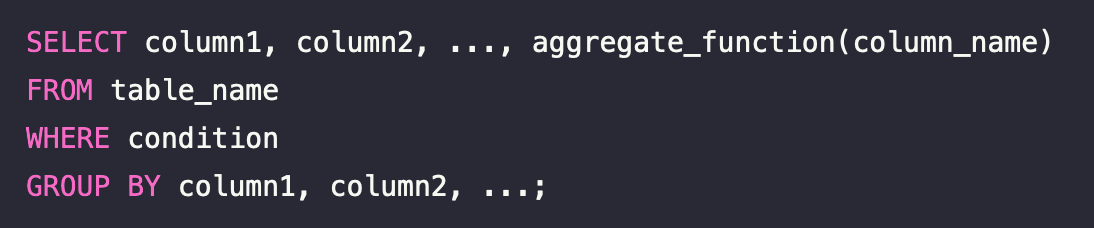 SELECT column1, column2, ..., aggregate_function(column_name)
FROM table_name
WHERE condition
GROUP BY column1, column2, ...;